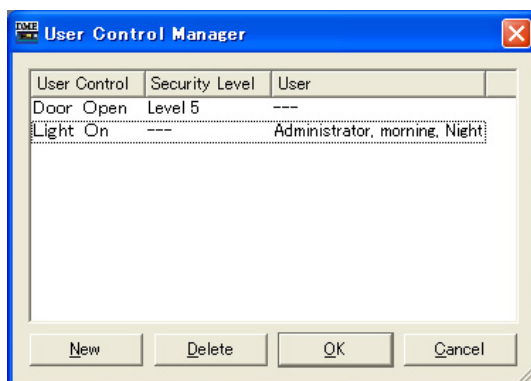 DME
User Control Manager
User Control Security Level User
Door Open Level 5 ---
Light On --- Administrator, morning, Night
New Delete OK Cancel